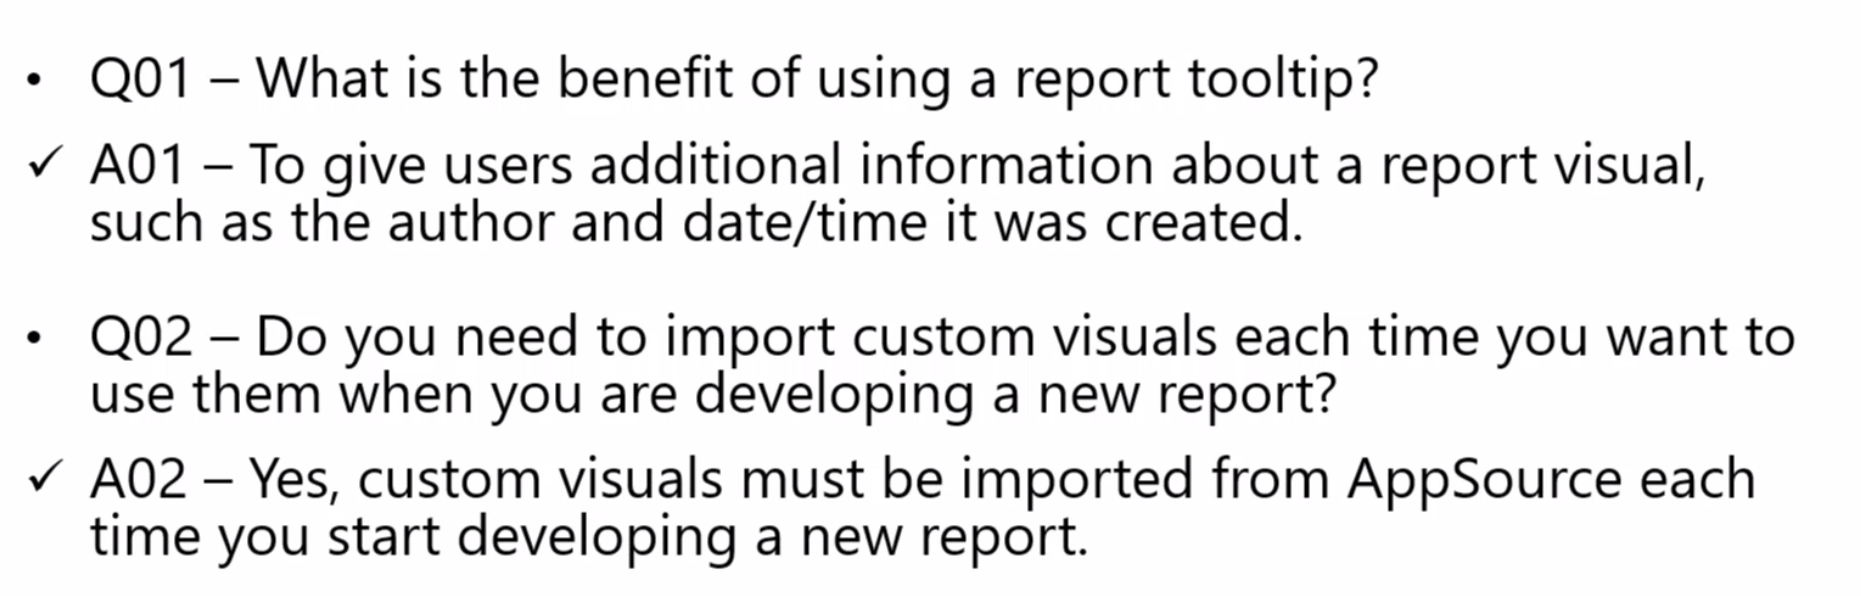 • Q01 – What is the benefit of using a report tooltip?
✓ A01 – To give users additional information about a report visual,
such as the author and date/time it was created.
• Q02 – Do you need to import custom visuals each time you want to
use them when you are developing a new report?
✓ A02 – Yes, custom visuals must be imported from AppSource each
time you start developing a new report.